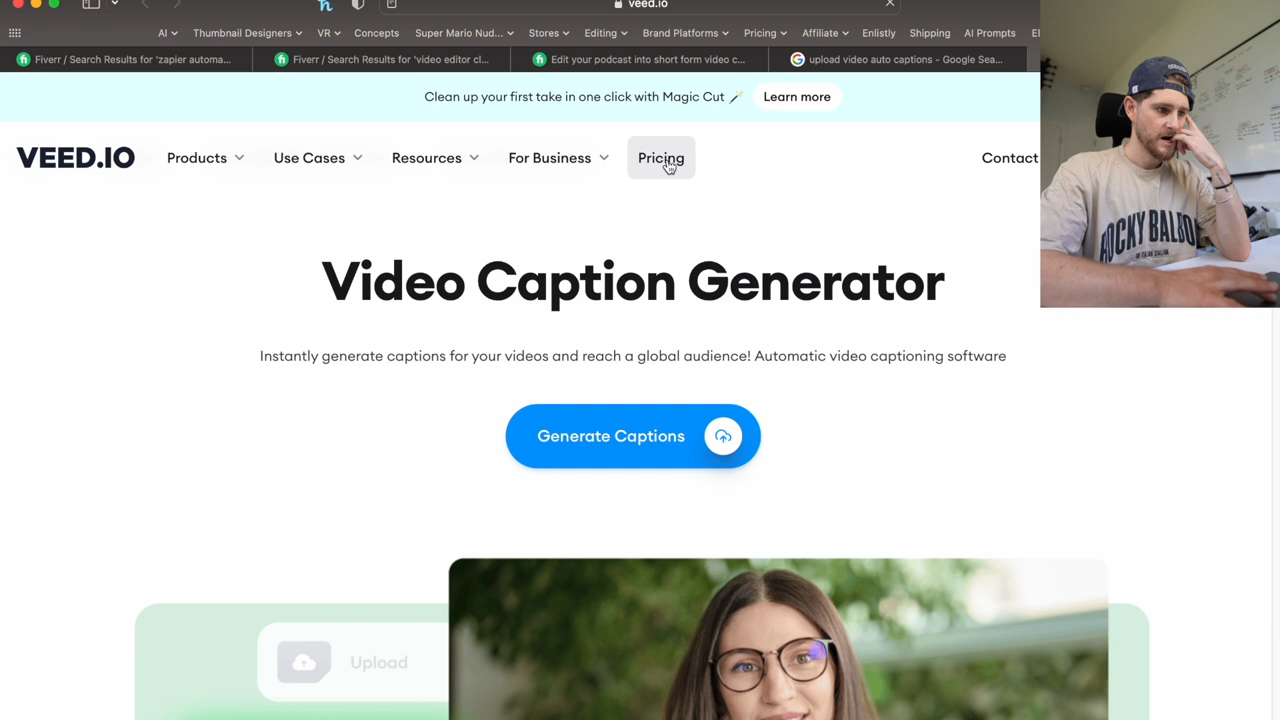 veed.io
AI Thumbnail Designers VR Concepts Super Mario Nud... Stores Editing Brand Platforms Pricing Affiliate Enlistly Shipping AI Prompts
Fiverr / Search Results for 'zapier automa... Fiverr / Search Results for 'video editor cl... Edit your podcast into short form video c... upload video auto captions - Google Sea...
Clean up your first take in one click with Magic Cut Learn more
VEED.IO Products Use Cases Resources For Business Pricing Contact
ROCKY BALBO
Video Caption Generator
Instantly generate captions for your videos and reach a global audience! Automatic video captioning software
Generate Captions
Upload